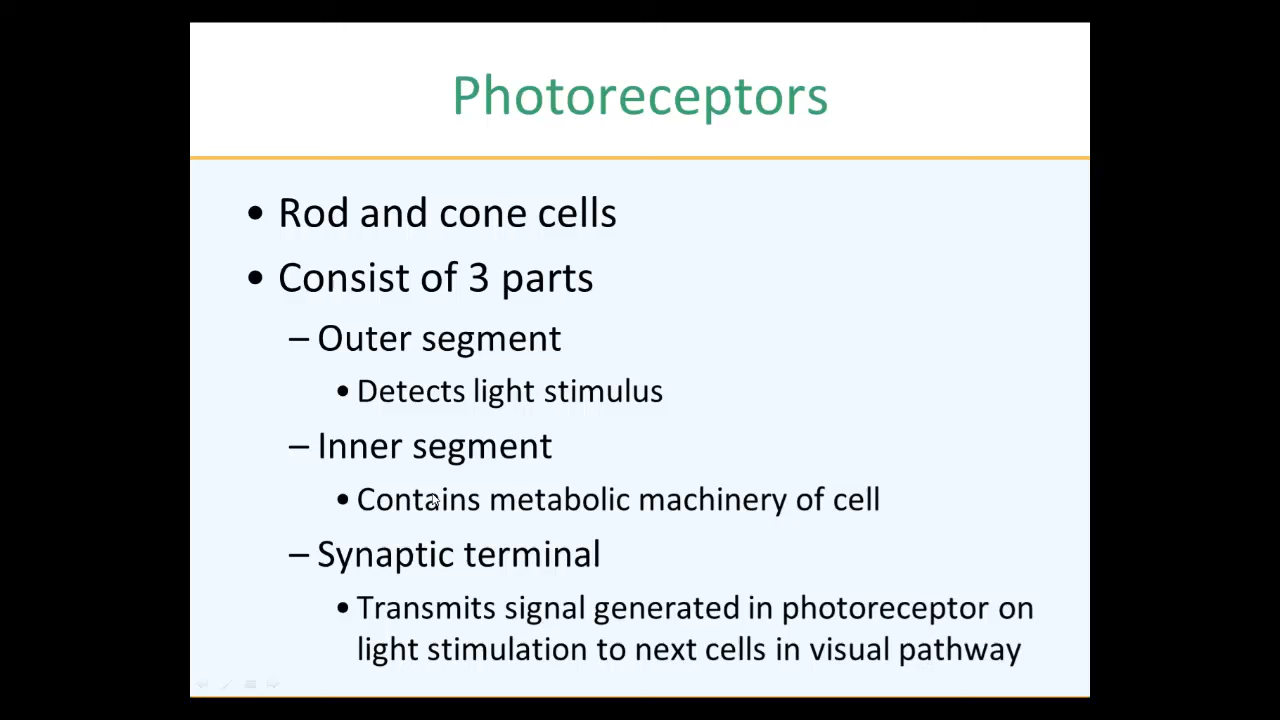 Photoreceptors
• Rod and cone cells
• Consist of 3 parts
– Outer segment
• Detects light stimulus
– Inner segment
• Contains metabolic machinery of cell
– Synaptic terminal
• Transmits signal generated in photoreceptor on
light stimulation to next cells in visual pathway